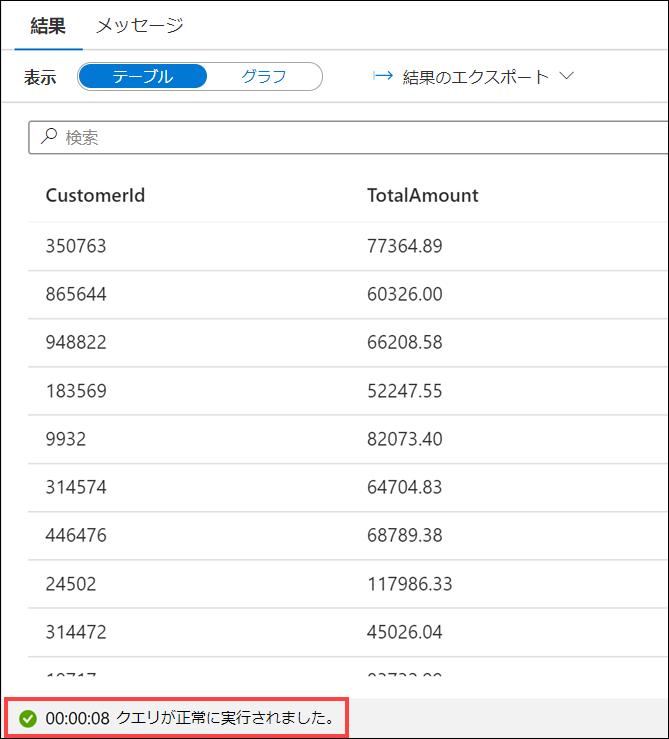 結果 メッセージ
表示 テーブル グラフ 結果のエクスポート
検索
CustomerId TotalAmount
350763 77364.89
865644 60326.00
948822 66208.58
183569 52247.55
9932 82073.40
314574 64704.83
446476 68789.38
24502 117986.33
314472 45026.04
00:00:08 クエリが正常に実行されました。